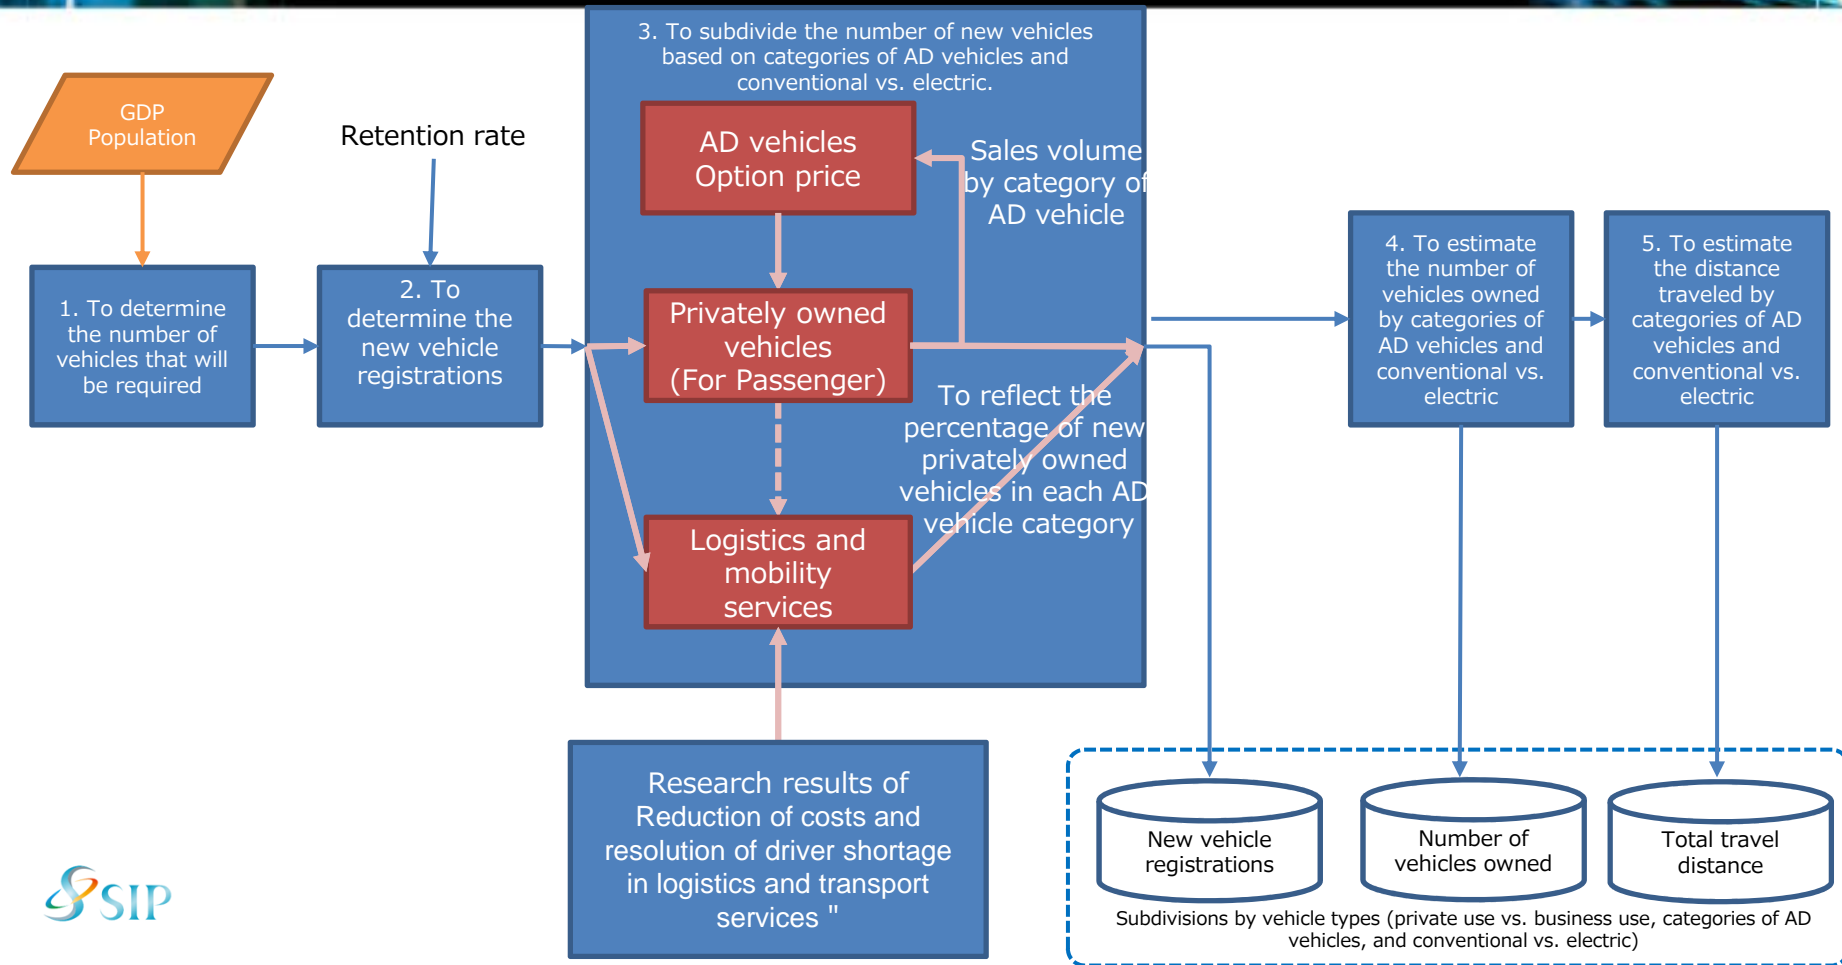 3. To subdivide the number of new vehicles
based on categories of AD vehicles and
conventional vs. electric.
GDP
Population
Retention rate
AD vehicles
Option price
Sales volume
by category of
AD vehicle
1. To determine
the number of
vehicles that will
be required
2. To
determine the
new vehicle
registrations
Privately owned
vehicles
(For Passenger)
To reflect the
percentage of new
privately owned
vehicles in each AD
vehicle category
Logistics and
mobility
services
4. To estimate
the number of
vehicles owned
by categories of
AD vehicles and
conventional vs.
electric
5. To estimate
the distance
traveled by
categories of AD
vehicles and
conventional vs.
electric
Research results of
Reduction of costs and
resolution of driver shortage
in logistics and transport
services "
New vehicle
registrations
Number of
vehicles owned
Total travel
distance
Subdivisions by vehicle types (private use vs. business use, categories of AD
vehicles, and conventional vs. electric)
SIP